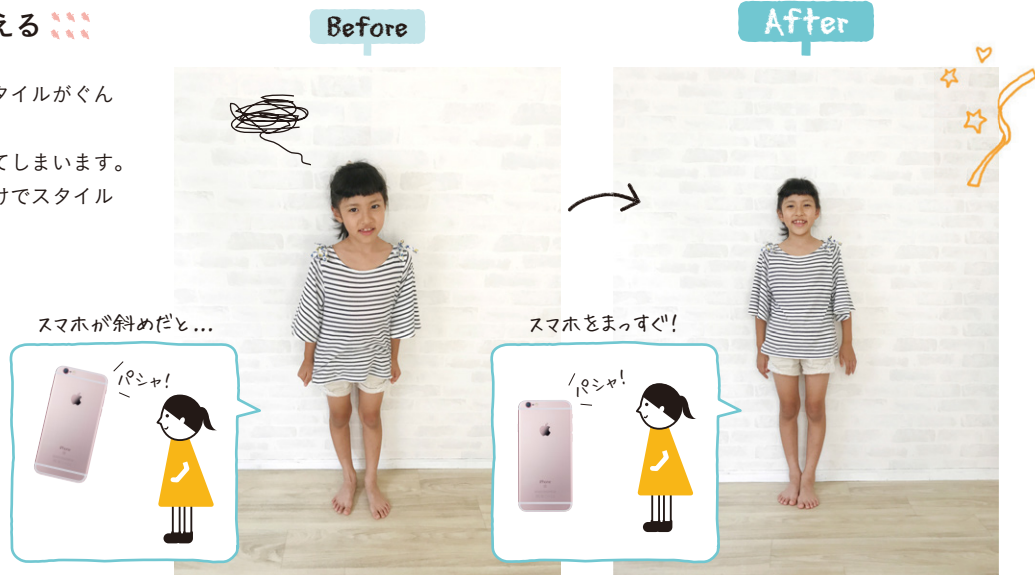 える
Before
After
タイルがぐん
てしまいます。
けでスタイル
スマホが斜めだと...
パシャ!
スマホをまっすぐ!
パシャ!
iPhone
iPhone